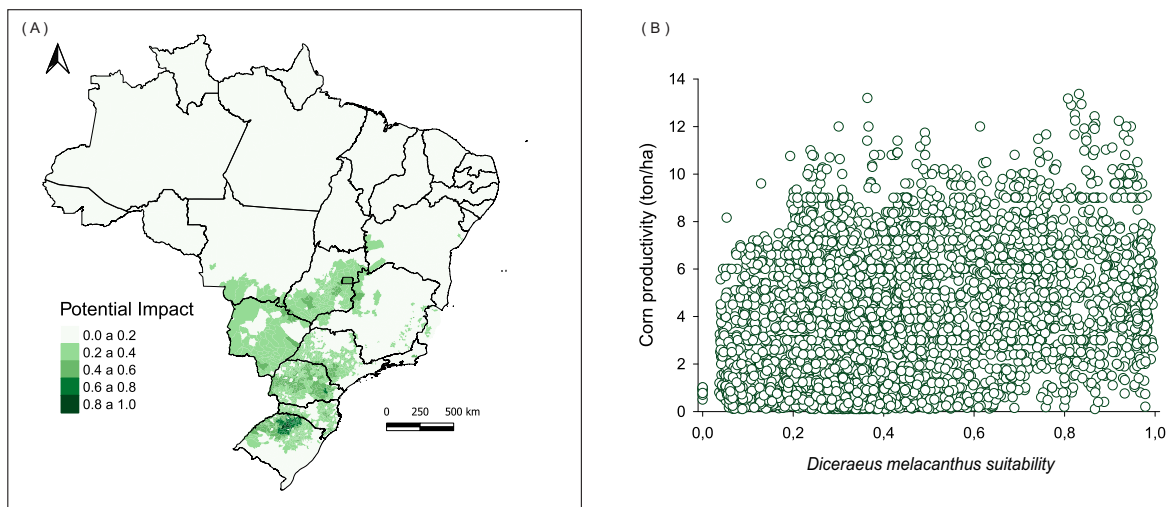 ( A )
Potential Impact
0.0 a 0.2
0.2 a 0.4
0.4 a 0.6
0.6 a 0.8
0.8 a 1.0
0 250 500 km
( B )
Corn productivity (ton/ha)
14
12
10
8
6
4
2
0
0,0 0,2 0,4 0,6 0,8 1,0
Diceraeus melacanthus suitability